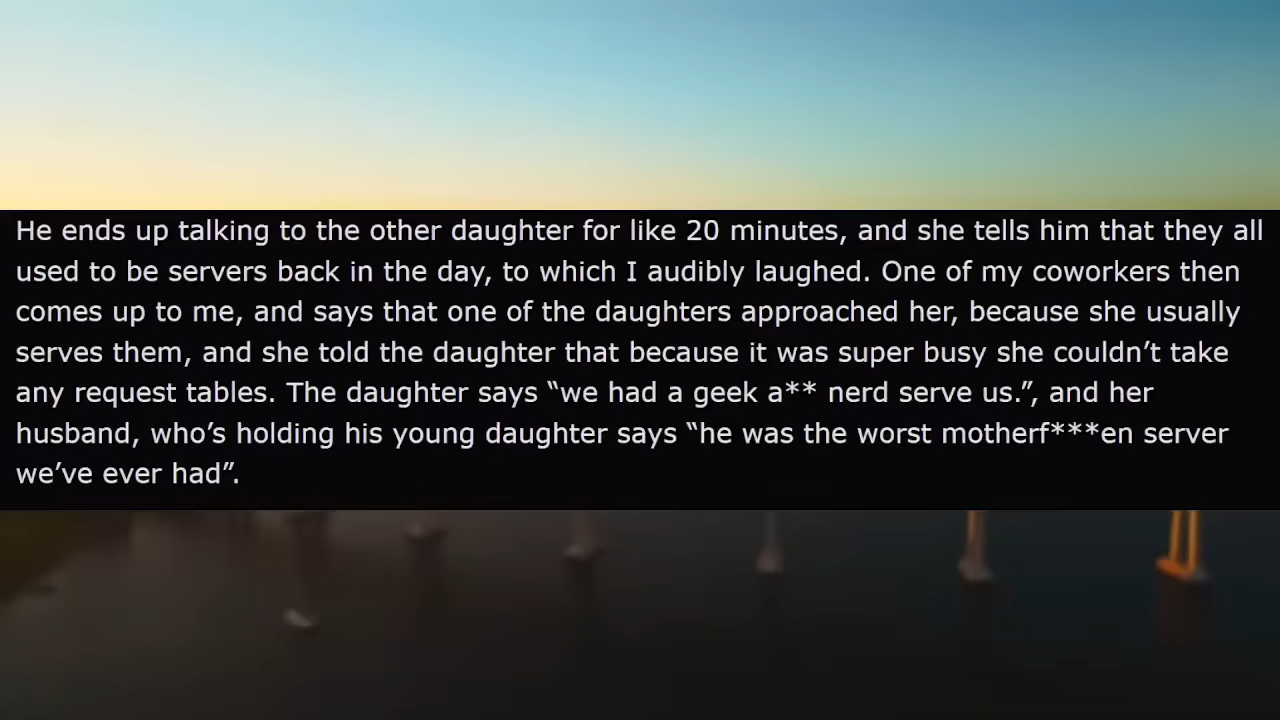 He ends up talking to the other daughter for like 20 minutes, and she tells him that they all
used to be servers back in the day, to which I audibly laughed. One of my coworkers then
comes up to me, and says that one of the daughters approached her, because she usually
serves them, and she told the daughter that because it was super busy she couldn’t take
any request tables. The daughter says “we had a geek a** nerd serve us.”, and her
husband, who’s holding his young daughter says “he was the worst motherf***en server
we’ve ever had”.